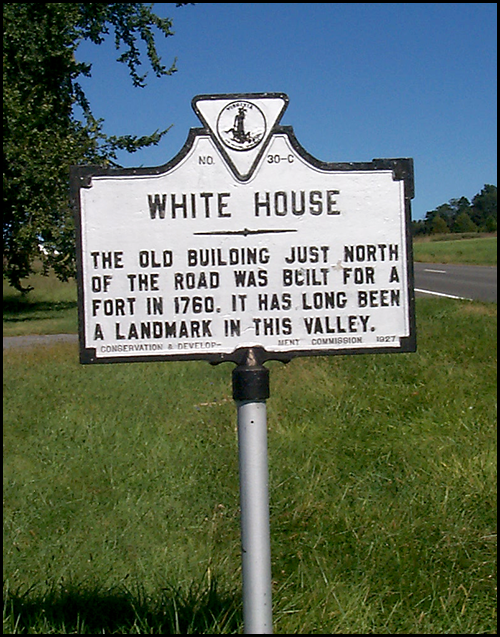 VIRGINIA
NO. 30-C
WHITE HOUSE
THE OLD BUILDING JUST NORTH
OF THE ROAD WAS BUILT FOR A
FORT IN 1760. IT HAS LONG BEEN
A LANDMARK IN THIS VALLEY.
CONSERVATION & DEVELOP- MENT COMMISSION 1927